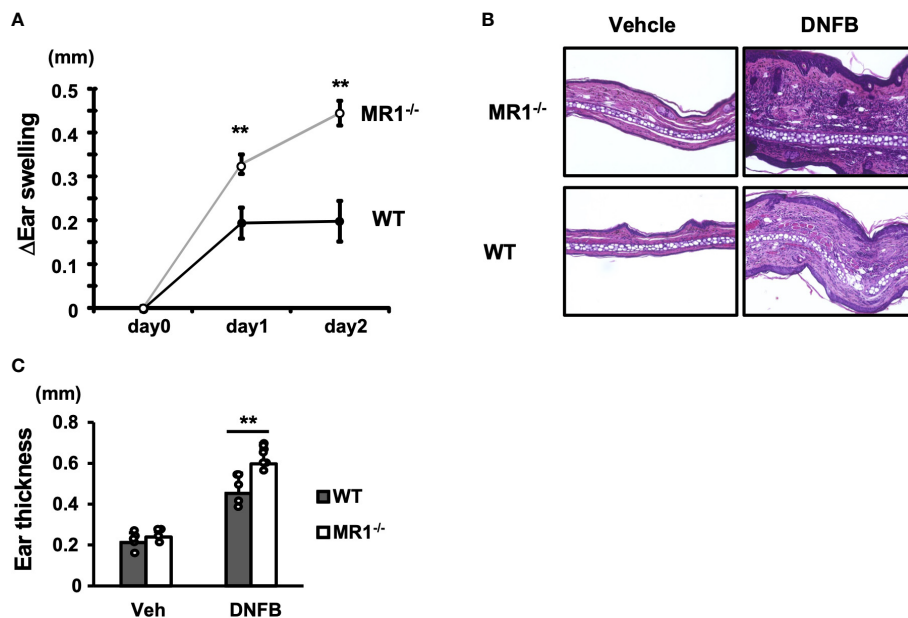 A
(mm)
0.5
0.4
0.3
0.2
0.1
0
ΔEar swelling
**
**
MR1-/-
WT
day0 day1 day2
B
Vehcle DNFB
MR1-/-
WT
C
(mm)
0.8
0.6
0.4
0.2
0
Ear thickness
**
WT
MR1-/-
Veh DNFB